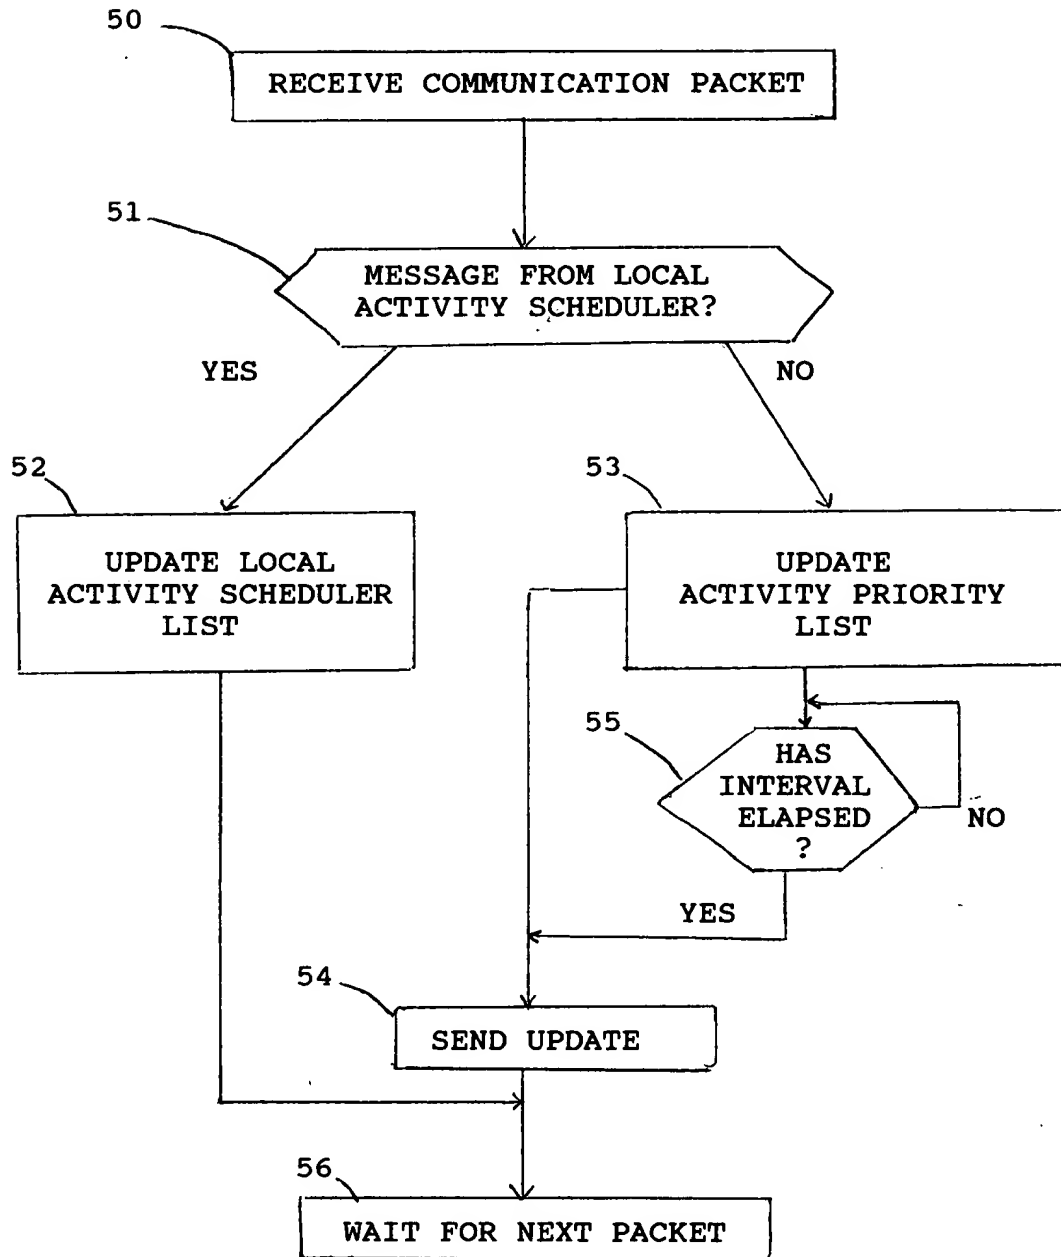 50
RECEIVE COMMUNICATION PACKET
51
MESSAGE FROM LOCAL
ACTIVITY SCHEDULER?
YES
NO
52
UPDATE LOCAL
ACTIVITY SCHEDULER
LIST
53
UPDATE
ACTIVITY PRIORITY
LIST
55
HAS
INTERVAL
ELAPSED
?
NO
YES
54
SEND UPDATE
56
WAIT FOR NEXT PACKET